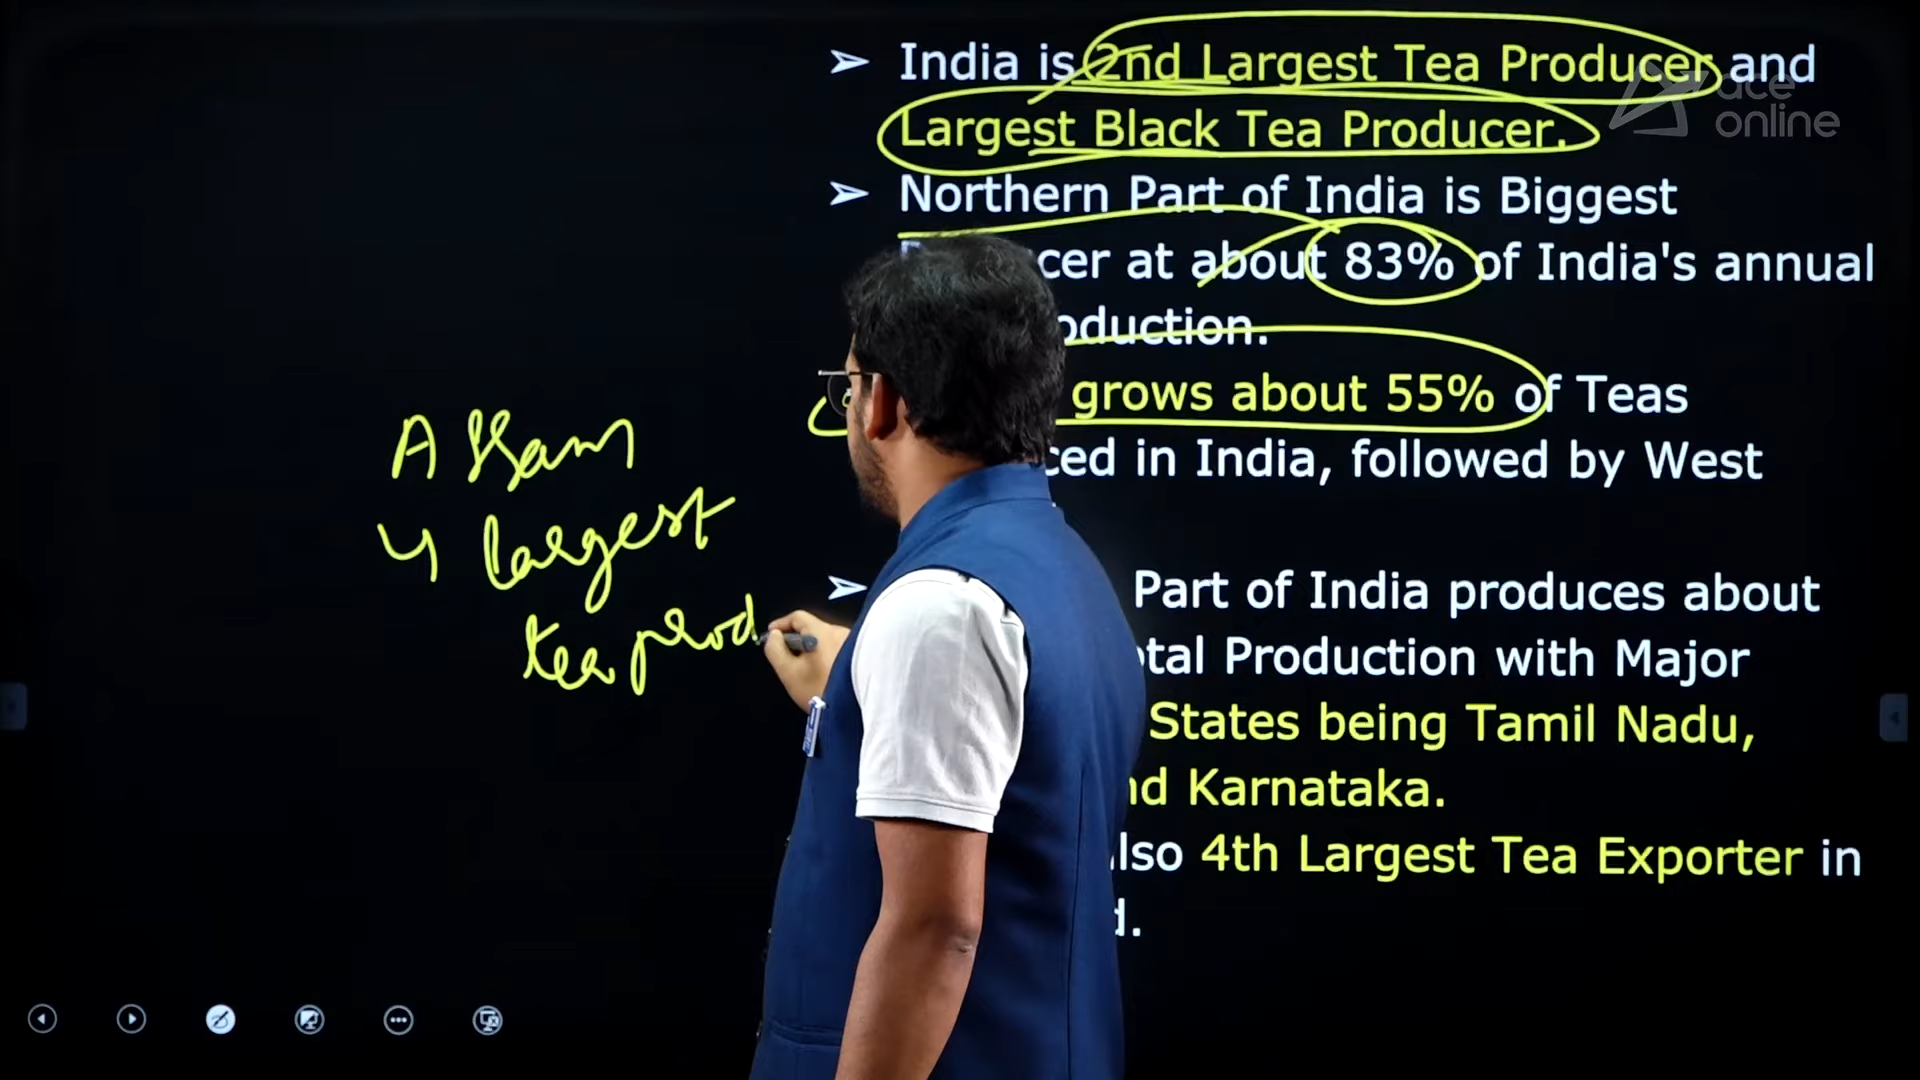 India is 2nd Largest Tea Producer and
Largest Black Tea Producer.
Northern Part of India is Biggest
cer at about 83% of India's annual
oduction.
grows about 55% of Teas
ced in India, followed by West
Part of India produces about
tal Production with Major
States being Tamil Nadu,
nd Karnataka.
lso 4th Largest Tea Exporter in
d.
Assam
largest
tea prod
ace
online